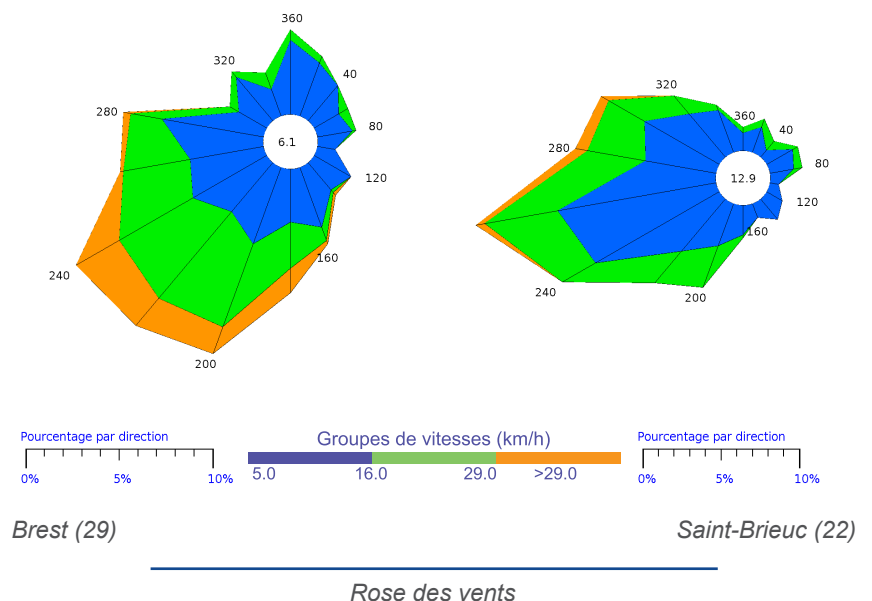 360
320
40
280
80
6.1
120
160
240
200
320
360
40
280
80
12.9
120
160
240
200
Pourcentage par direction
0% 5% 10%
Groupes de vitesses (km/h)
5.0 16.0 29.0 >29.0
Pourcentage par direction
0% 5% 10%
Brest (29)
Saint-Brieuc (22)
Rose des vents